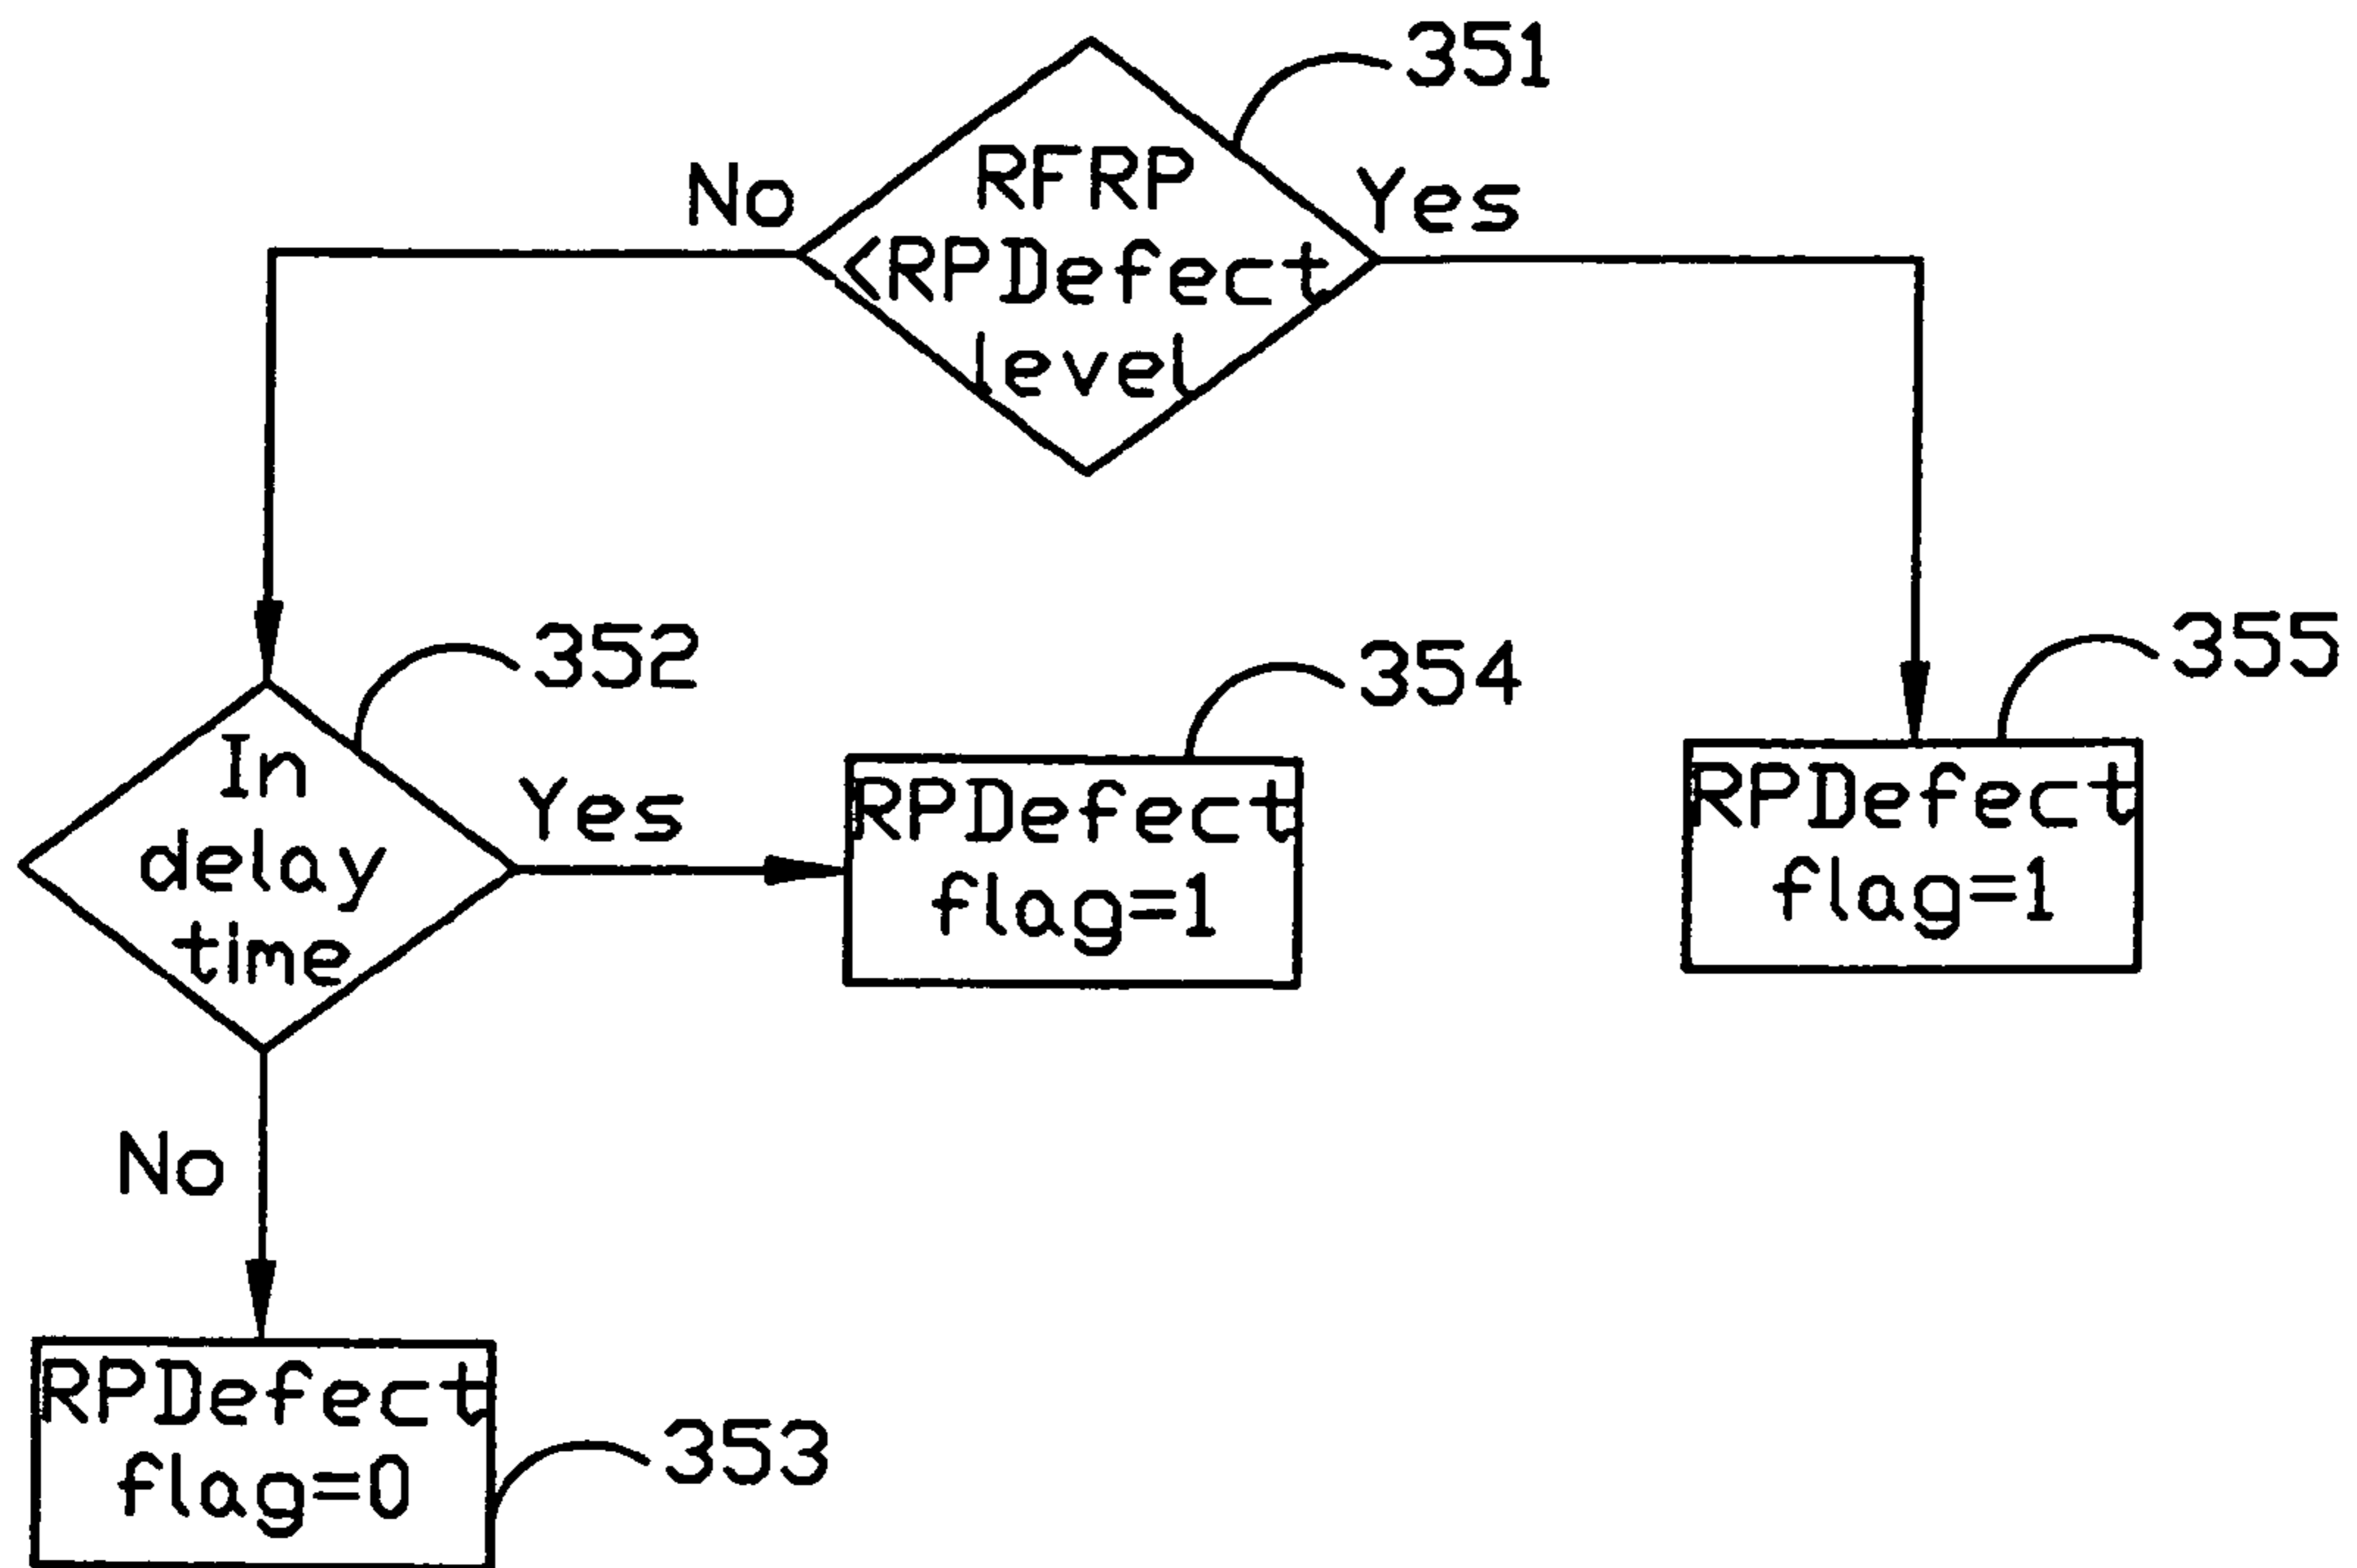 351
RFRP
<RPDefect
level
No
Yes
352
In
delay
time
Yes
No
354
RPDefect
flag=1
355
RPDefect
flag=1
RPDefect
flag=0
353